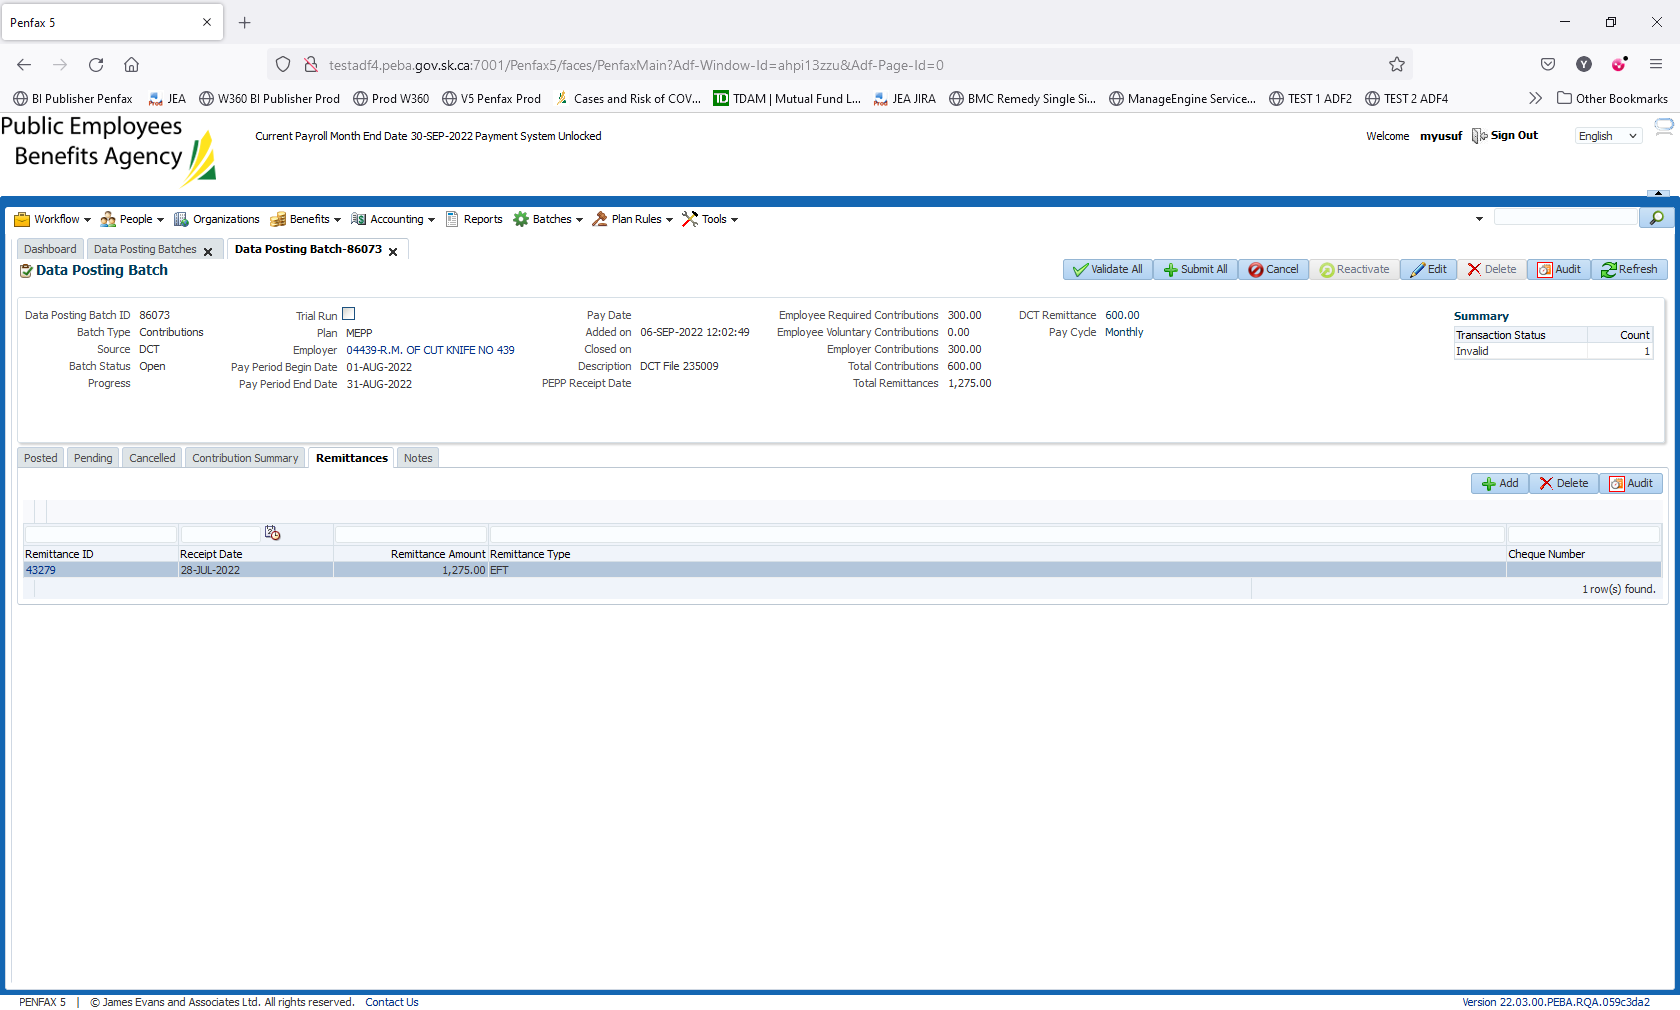 Penfax 5
testadf4.peba.gov.sk.ca:7001/Penfax5/faces/PenfaxMain?Adf-Window-Id=ahpi13zzu&Adf-Page-Id=0
Y
BI Publisher Penfax JEA W360 BI Publisher Prod Prod W360 V5 Penfax Prod Cases and Risk of COV... TD TDAM | Mutual Fund L... JEA JIRA BMC Remedy Single Si... ManageEngine Service... TEST 1 ADF2 TEST 2 ADF4 Other Bookmarks
Public Employees
Benefits Agency
Current Payroll Month End Date 30-SEP-2022 Payment System Unlocked
Welcome myusuf Sign Out English
Workflow People Organizations Benefits Accounting Reports Batches Plan Rules Tools
Dashboard Data Posting Batches Data Posting Batch-86073
Data Posting Batch
Validate All Submit All Cancel Reactivate Edit Delete Audit Refresh
Data Posting Batch ID 86073
Batch Type Contributions
Source DCT
Batch Status Open
Progress
Trial Run
Plan MEPP
Employer 04439-R.M. OF CUT KNIFE NO 439
Pay Period Begin Date 01-AUG-2022
Pay Period End Date 31-AUG-2022
Pay Date
Added on 06-SEP-2022 12:02:49
Closed on
Description DCT File 235009
PEPP Receipt Date
Employee Required Contributions 300.00
Employee Voluntary Contributions 0.00
Employer Contributions 300.00
Total Contributions 600.00
Total Remittances 1,275.00
DCT Remittance 600.00
Pay Cycle Monthly
Summary
Transaction Status Count
Invalid 1
Posted Pending Cancelled Contribution Summary Remittances Notes
Add Delete Audit
Remittance ID Receipt Date Remittance Amount Remittance Type Cheque Number
43279 28-JUL-2022 1,275.00 EFT
1 row(s) found.
PENFAX 5 | © James Evans and Associates Ltd. All rights reserved. Contact Us
Version 22.03.00.PEBA.RQA.059c3da2